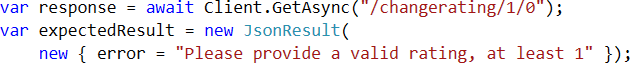 var response = await Client.GetAsync("/changerating/1/0");
var expectedResult = new JsonResult(
    new { error = "Please provide a valid rating, at least 1" });